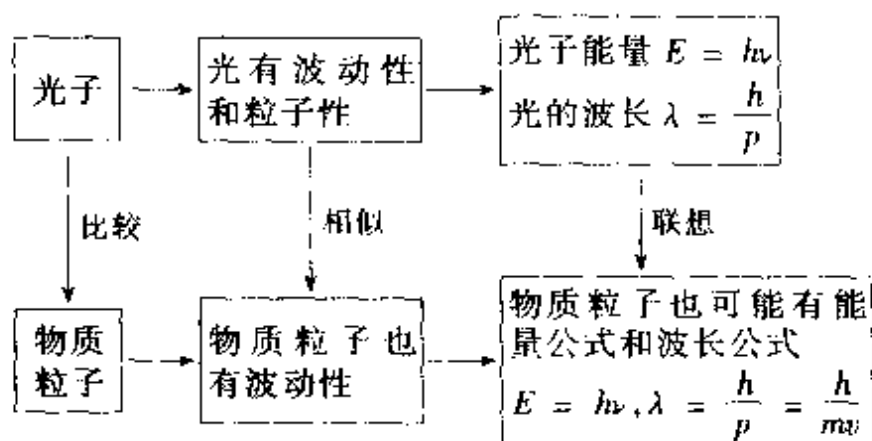 光子
光有波动性
和粒子性
光子能量 E = hν
光的波长 λ = h/p
比较
相似
联想
物质
粒子
物质粒子也
有波动性
物质粒子也可能有能
量公式和波长公式
E = hν, λ = h/p = h/mv